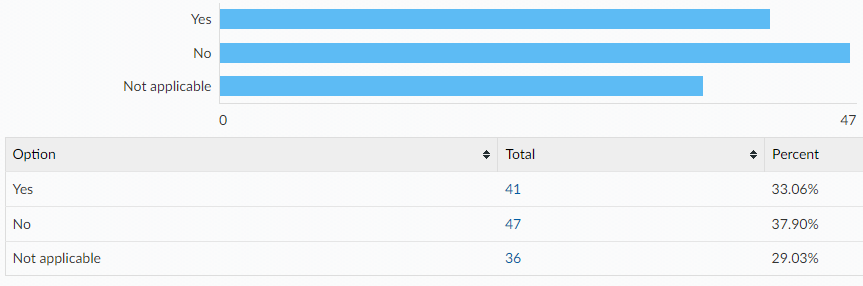 Yes
No
Not applicable
0 47
Option Total Percent
Yes 41 33.06%
No 47 37.90%
Not applicable 36 29.03%